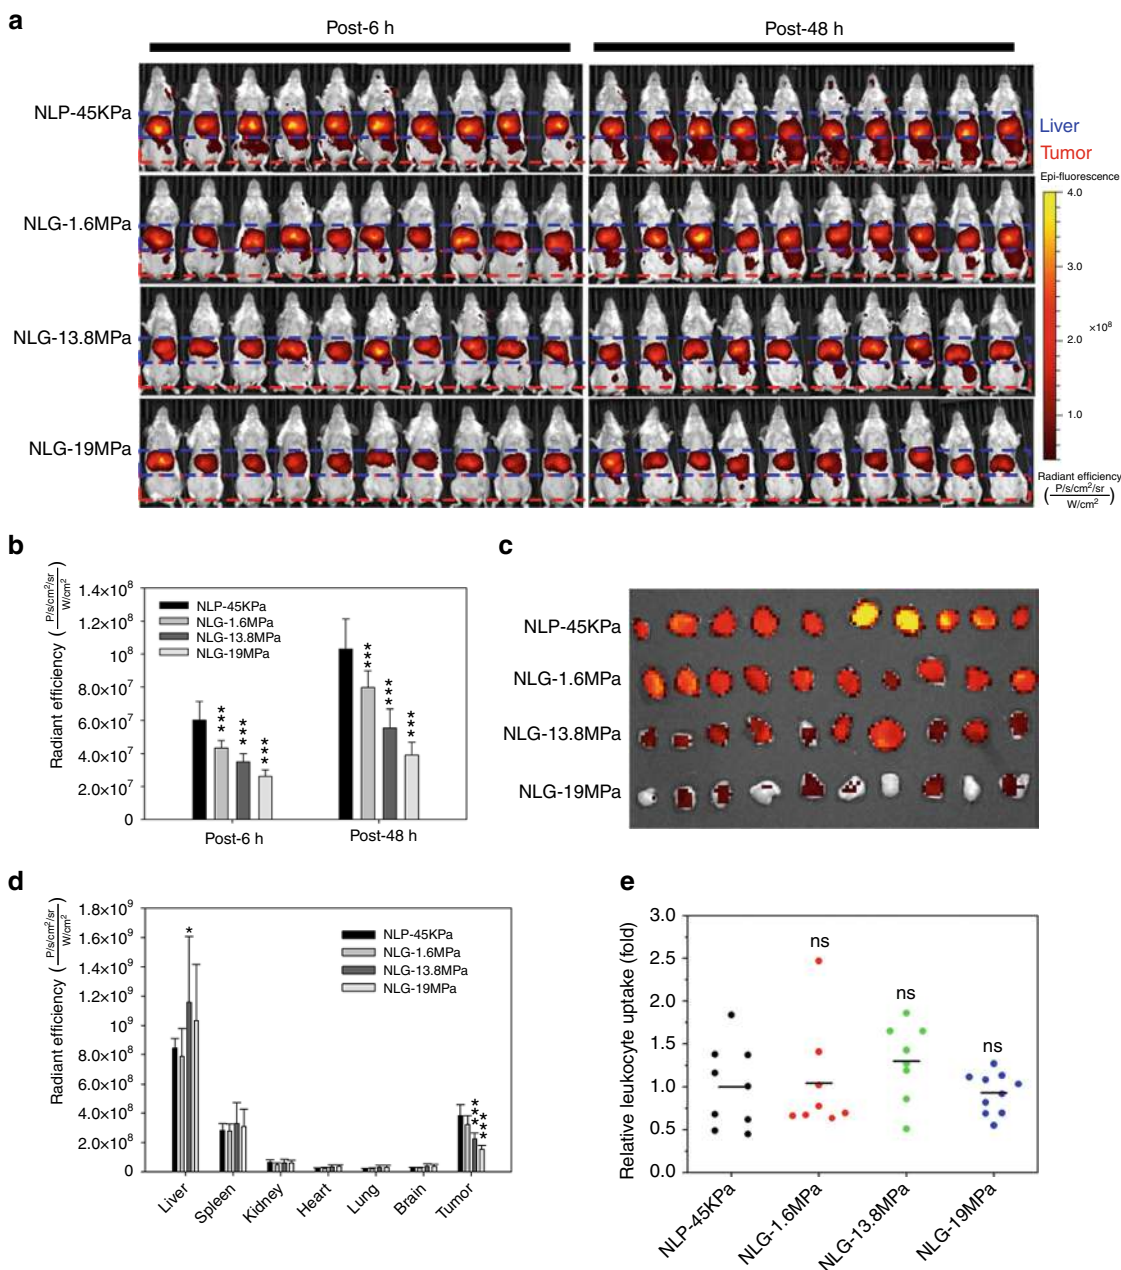 a
Post-6 h
Post-48 h
NLP-45KPa
NLG-1.6MPa
NLG-13.8MPa
NLG-19MPa
Liver
Tumor
Epi-fluorescence
4.0
3.0
2.0
×10⁸
1.0
Radiant efficiency
(P/s/cm²/sr / W/cm²)
b
Radiant efficiency (P/s/cm²/sr / W/cm²)
1.4×10⁸
1.2×10⁸
10⁸
8.0×10⁷
6.0×10⁷
4.0×10⁷
2.0×10⁷
0
NLP-45KPa
NLG-1.6MPa
NLG-13.8MPa
NLG-19MPa
***
***
***
***
***
***
Post-6 h
Post-48 h
c
NLP-45KPa
NLG-1.6MPa
NLG-13.8MPa
NLG-19MPa
d
Radiant efficiency (P/s/cm²/sr / W/cm²)
1.8×10⁹
1.6×10⁹
1.4×10⁹
1.2×10⁹
10⁹
8.0×10⁸
6.0×10⁸
4.0×10⁸
2.0×10⁸
0
NLP-45KPa
NLG-1.6MPa
NLG-13.8MPa
NLG-19MPa
*
***
***
Liver
Spleen
Kidney
Heart
Lung
Brain
Tumor
e
Relative leukocyte uptake (fold)
3.0
2.5
2.0
1.5
1.0
0.5
0.0
ns
ns
ns
NLP-45KPa
NLG-1.6MPa
NLG-13.8MPa
NLG-19MPa